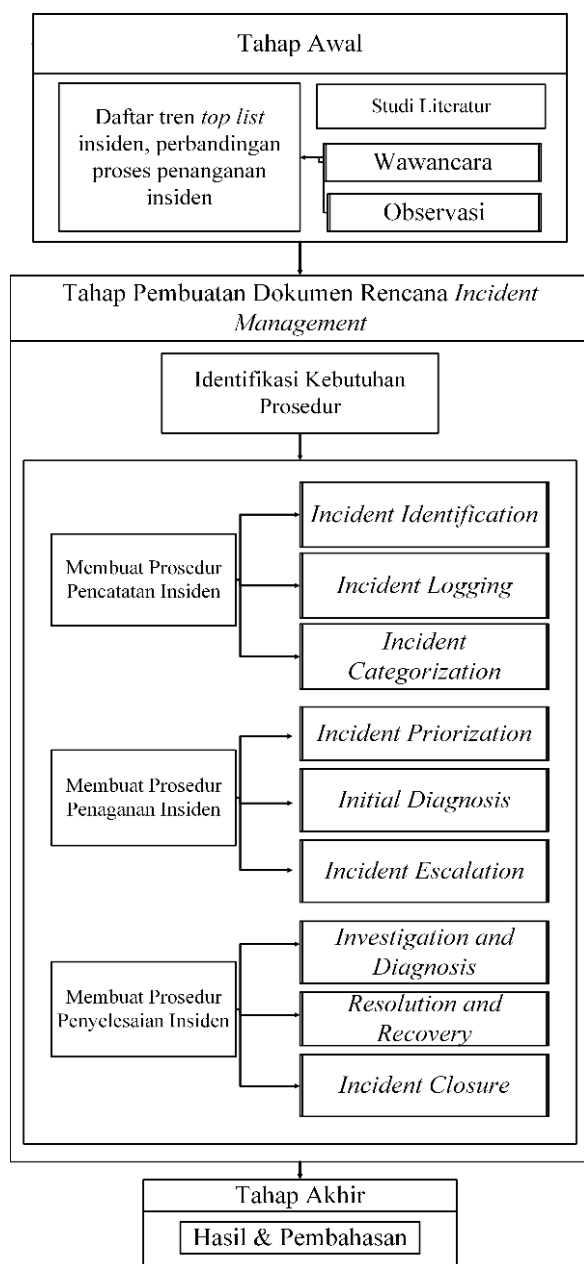 Tahap Awal
Daftar tren top list
insiden, perbandingan
proses penanganan
insiden
Studi Literatur
Wawancara
Observasi
Tahap Pembuatan Dokumen Rencana Incident
Management
Identifikasi Kebutuhan
Prosedur
Membuat Prosedur
Pencatatan Insiden
Incident Identification
Incident Logging
Incident
Categorization
Membuat Prosedur
Penaganan Insiden
Incident Priorization
Initial Diagnosis
Incident Escalation
Membuat Prosedur
Penyelesaian Insiden
Investigation and
Diagnosis
Resolution and
Recovery
Incident Closure
Tahap Akhir
Hasil & Pembahasan